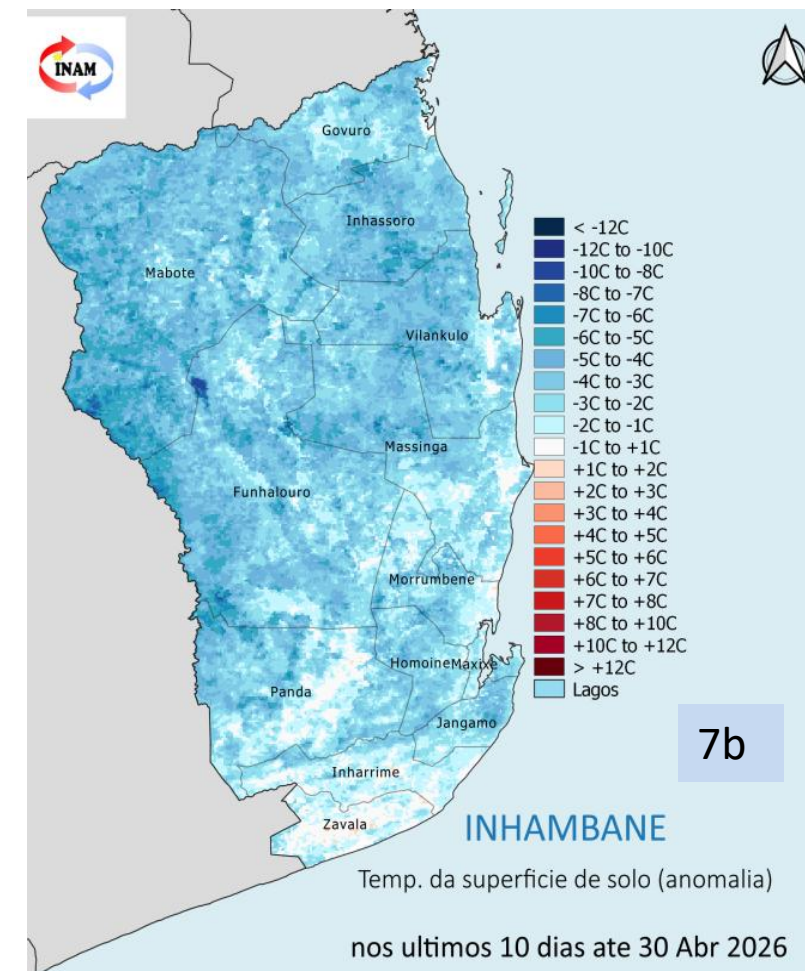 INAM
Govuro
Inhassoro
Mabote
Vilankulo
Massinga
Funhalouro
Morrumbene
Homoine
Maxixe
Panda
Jangamo
Inharrime
Zavala
< -12C
-12C to -10C
-10C to -8C
-8C to -7C
-7C to -6C
-6C to -5C
-5C to -4C
-4C to -3C
-3C to -2C
-2C to -1C
-1C to +1C
+1C to +2C
+2C to +3C
+3C to +4C
+4C to +5C
+5C to +6C
+6C to +7C
+7C to +8C
+8C to +10C
+10C to +12C
> +12C
Lagos
7b
INHAMBANE
Temp. da superficie de solo (anomalia)
nos ultimos 10 dias ate 30 Abr 2026